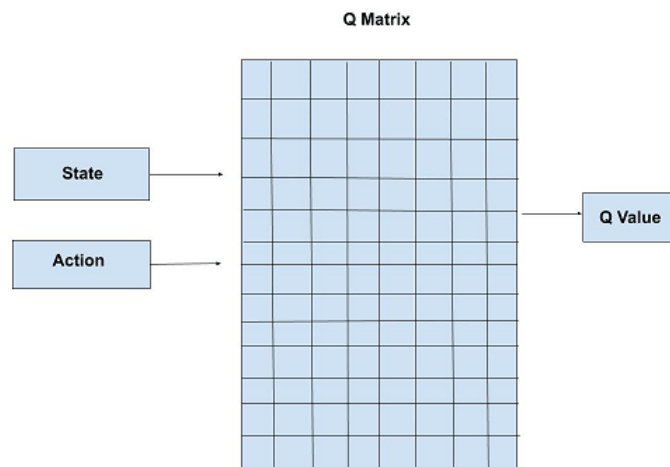 Q Matrix
State
Action
Q Value